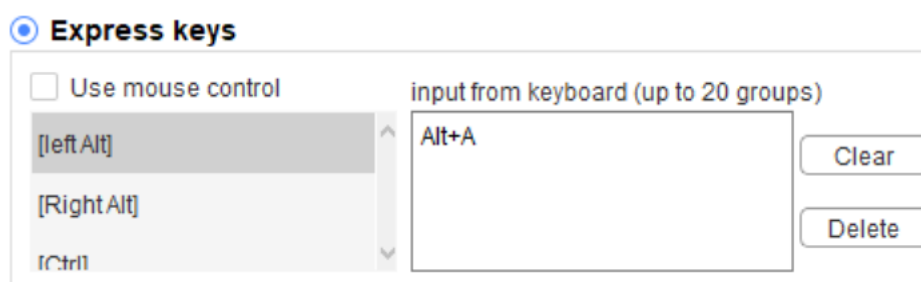 Express keys
Use mouse control
input from keyboard (up to 20 groups)
[left Alt]
Alt+A
Clear
[Right Alt]
Delete
[Ctrl]